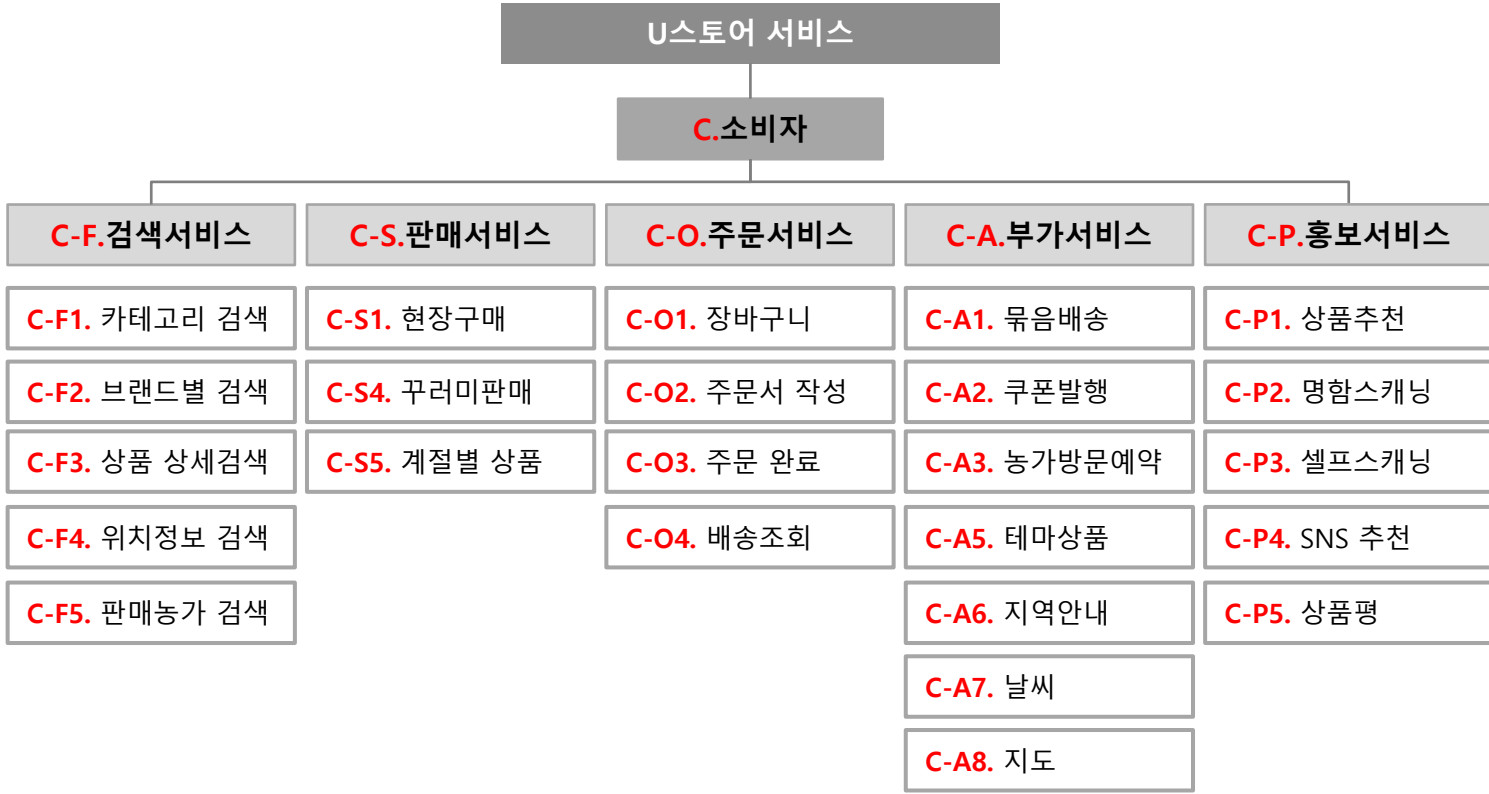 U스토어 서비스
C.소비자
C-F.검색서비스
C-S.판매서비스
C-O.주문서비스
C-A.부가서비스
C-P.홍보서비스
C-F1. 카테고리 검색
C-S1. 현장구매
C-O1. 장바구니
C-A1. 묶음배송
C-P1. 상품추천
C-F2. 브랜드별 검색
C-S4. 꾸러미판매
C-O2. 주문서 작성
C-A2. 쿠폰발행
C-P2. 명함스캐닝
C-F3. 상품 상세검색
C-S5. 계절별 상품
C-O3. 주문 완료
C-A3. 농가방문예약
C-P3. 셀프스캐닝
C-F4. 위치정보 검색
C-O4. 배송조회
C-A5. 테마상품
C-P4. SNS 추천
C-F5. 판매농가 검색
C-A6. 지역안내
C-P5. 상품평
C-A7. 날씨
C-A8. 지도